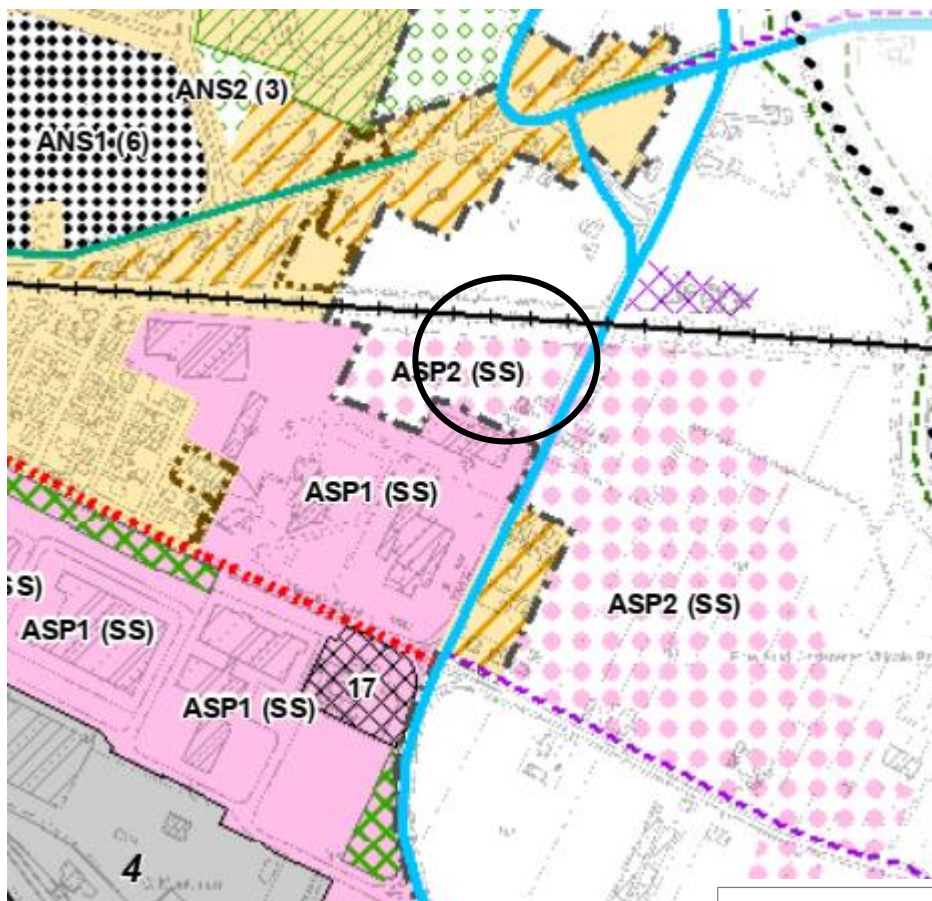 ANS2 (3)
ANS1 (6)
ASP2 (SS)
ASP1 (SS)
ASP2 (SS)
SS)
ASP1 (SS)
17
ASP1 (SS)
4